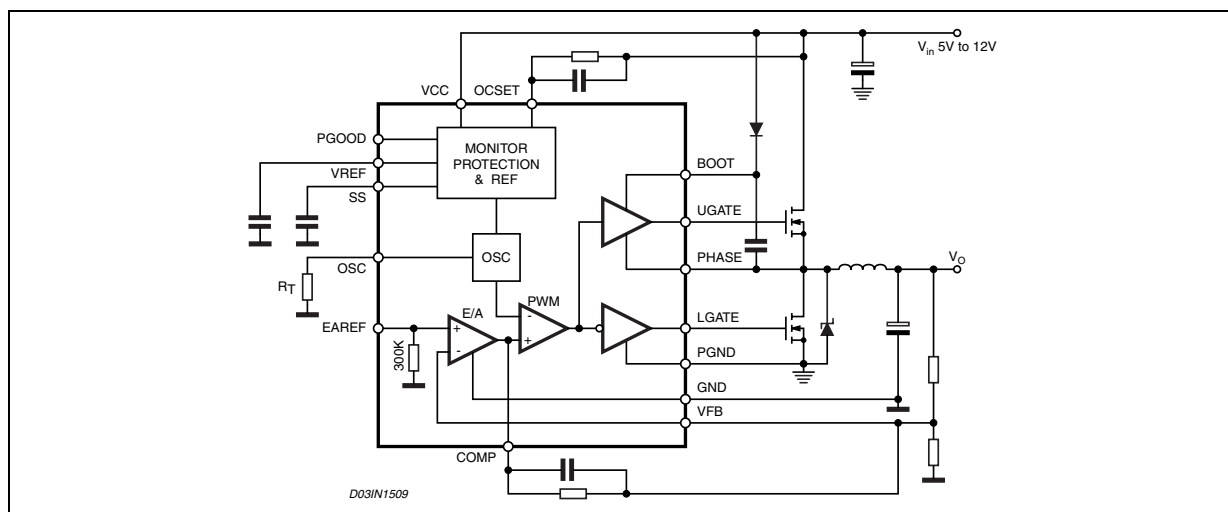 V_in 5V to 12V
VCC
OCSET
PGOOD
MONITOR
PROTECTION
& REF
VREF
SS
BOOT
UGATE
PHASE
OSC
OSC
R_T
V_O
PWM
E/A
EAREF
-
+
+
-
300K
LGATE
PGND
GND
VFB
COMP
D03IN1509